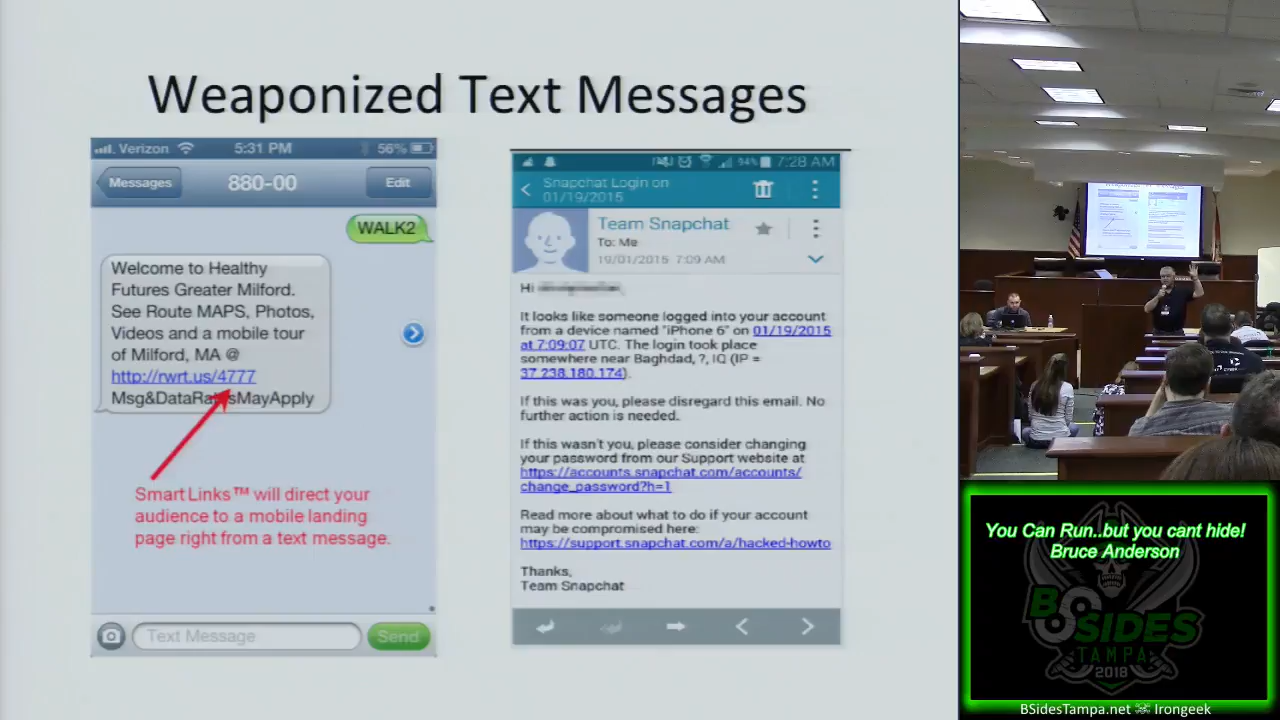 Weaponized Text Messages
Verizon 5:31 PM 56%
Messages 880-00 Edit
WALK2
Welcome to Healthy
Futures Greater Milford.
See Route MAPS, Photos,
Videos and a mobile tour
of Milford, MA @
http://rwrt.us/4777
Msg&DataRatesMayApply
Smart Links™ will direct your
audience to a mobile landing
page right from a text message.
Text Message Send
94% 7:28 AM
Snapchat Login on
01/19/2015
Team Snapchat
To: Me
19/01/2015 7:09 AM
Hi
It looks like someone logged into your account
from a device named "iPhone 6" on 01/19/2015
at 7:09:07 UTC. The login took place
somewhere near Baghdad, ?, IQ (IP =
37.238.180.174).
If this was you, please disregard this email. No
further action is needed.
If this wasn't you, please consider changing
your password from our Support website at
https://accounts.snapchat.com/accounts/
change_password?h=1
Read more about what to do if your account
may be compromised here:
https://support.snapchat.com/a/hacked-howto
Thanks,
Team Snapchat
You Can Run..but you cant hide!
Bruce Anderson
B SIDES
TAMPA
2018
BSidesTampa.net Irongeek